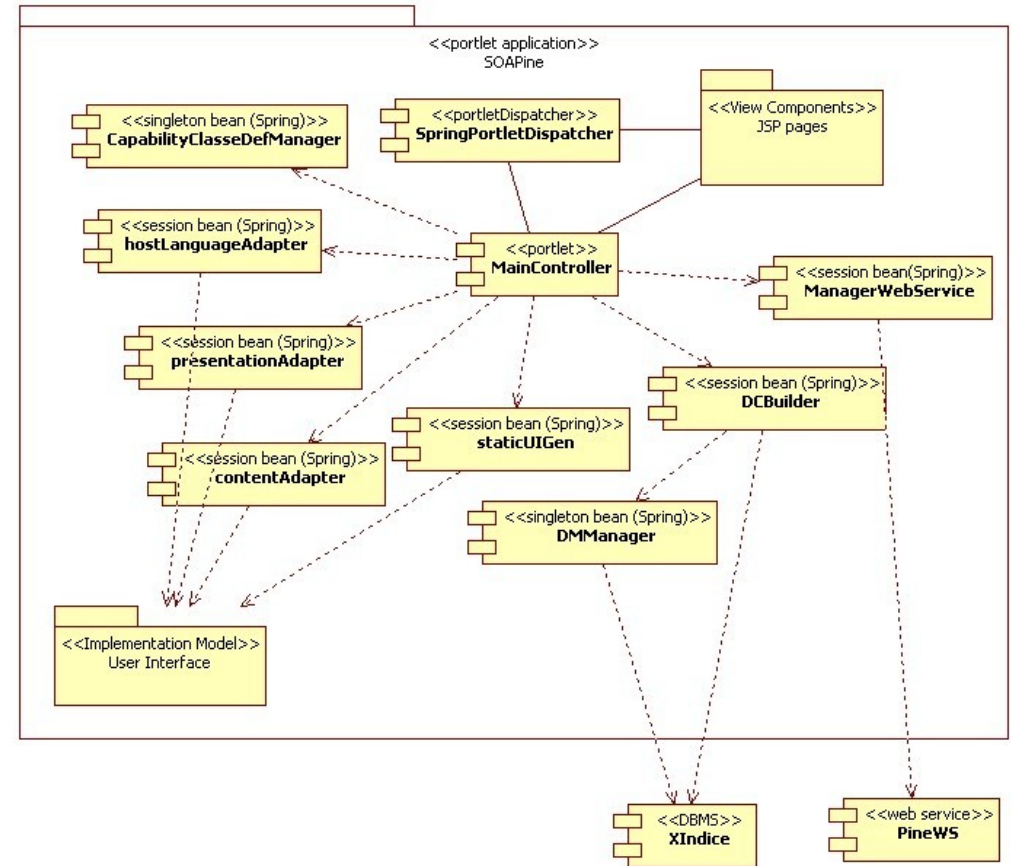 <<portlet application>>
SOAPine
<<singleton bean (Spring)>>
CapabilityClasseDefManager
<<portletDispatcher>>
SpringPortletDispatcher
<<View Components>>
JSP pages
<<session bean (Spring)>>
hostLanguageAdapter
<<portlet>>
MainController
<<session bean(Spring)>>
ManagerWebService
<<session bean (Spring)>>
presentationAdapter
<<session bean (Spring)>>
DCBuilder
<<session bean (Spring)>>
staticUIGen
<<session bean (Spring)>>
contentAdapter
<<singleton bean (Spring)>>
DMManager
<<Implementation Model>>
User Interface
<<DBMS>>
XIndice
<<web service>>
PineWS